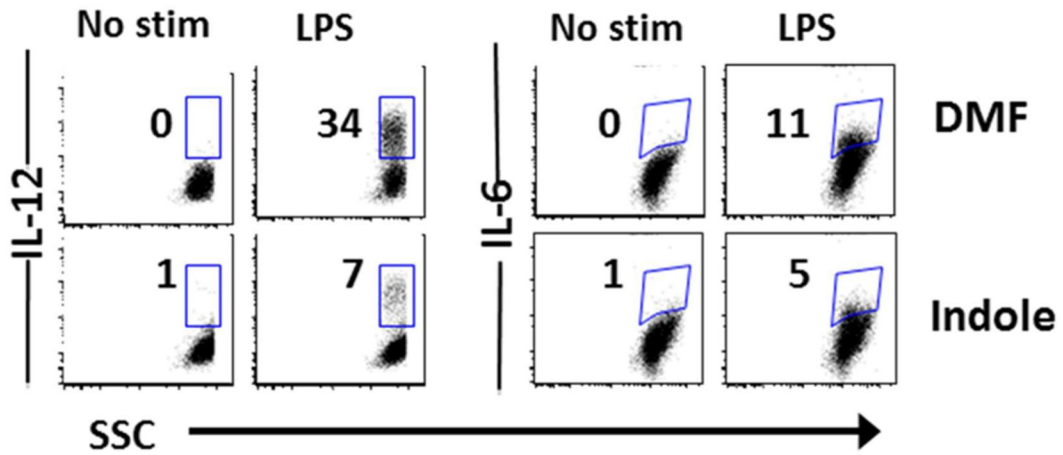 No stim LPS No stim LPS
IL-12 0 34 IL-6 0 11 DMF
1 7 1 5 Indole
SSC